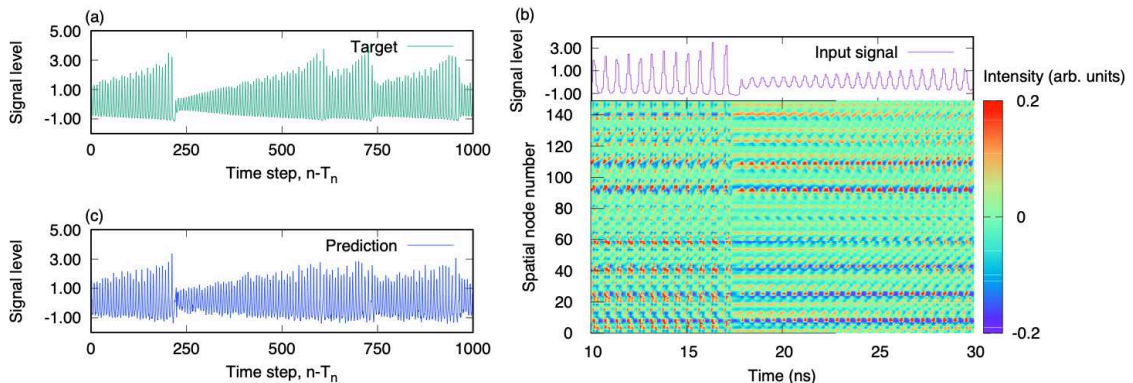 (a)
5.00
3.00
1.00
-1.00
Signal level
Target
0
250
500
750
1000
Time step, n-Tn
(c)
5.00
3.00
1.00
-1.00
Signal level
Prediction
0
250
500
750
1000
Time step, n-Tn
(b)
3.00
1.00
-1.00
Signal level
Input signal
Intensity (arb. units)
140
120
100
80
60
40
20
0
Spatial node number
10
15
20
25
30
Time (ns)
0.2
0
-0.2